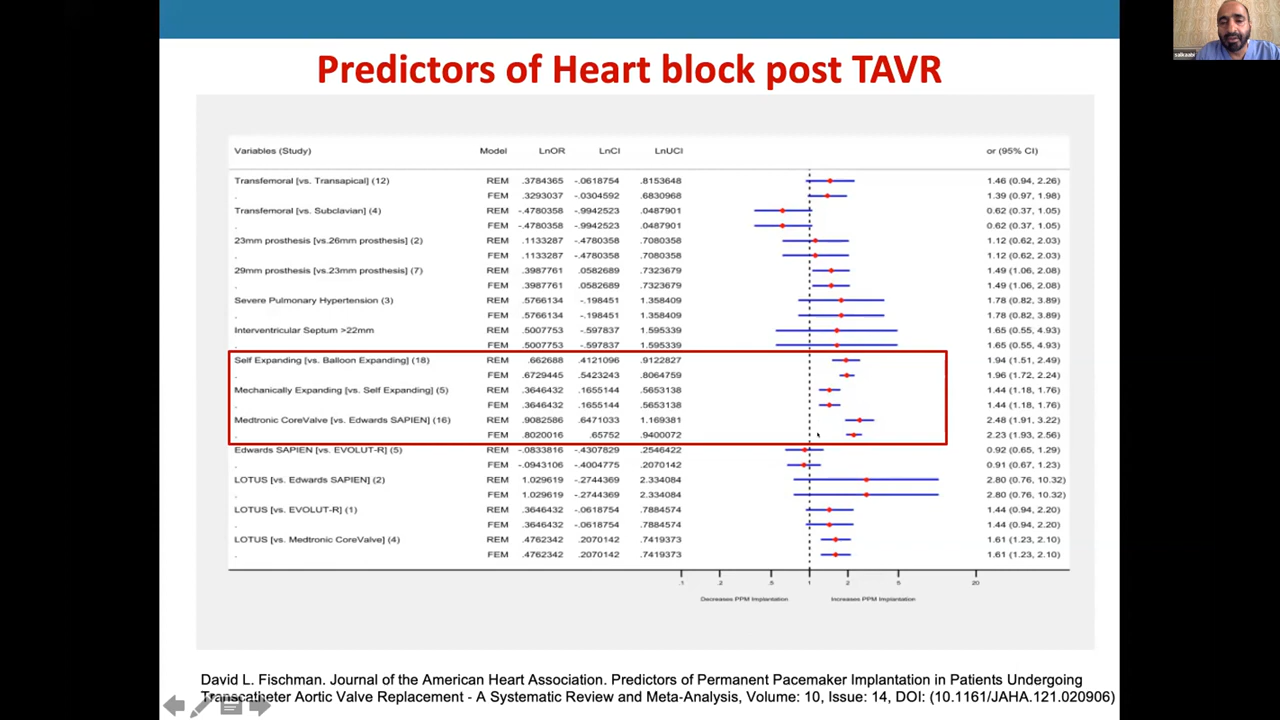 Predictors of Heart block post TAVR
Variables (Study) Model LnOR LnCI LnUCI or (95% CI)
Transfemoral [vs. Transapical] (12) REM .3784365 -.0618754 .8153648 1.46 (0.94, 2.26)
. FEM .3293037 -.0304592 .6830968 1.39 (0.97, 1.98)
Transfemoral [vs. Subclavian] (4) REM -.4780358 -.9942523 .0487901 0.62 (0.37, 1.05)
. FEM -.4780358 -.9942523 .0487901 0.62 (0.37, 1.05)
23mm prosthesis [vs.26mm prosthesis] (2) REM .1133287 -.4780358 .7080358 1.12 (0.62, 2.03)
. FEM .1133287 -.4780358 .7080358 1.12 (0.62, 2.03)
29mm prosthesis [vs.23mm prosthesis] (7) REM .3987761 .0582689 .7323679 1.49 (1.06, 2.08)
. FEM .3987761 .0582689 .7323679 1.49 (1.06, 2.08)
Severe Pulmonary Hypertension (3) REM .5766134 -.198451 1.358409 1.78 (0.82, 3.89)
. FEM .5766134 -.198451 1.358409 1.78 (0.82, 3.89)
Interventricular Septum >22mm REM .5007753 -.597837 1.595339 1.65 (0.55, 4.93)
. FEM .5007753 -.597837 1.595339 1.65 (0.55, 4.93)
Self Expanding [vs. Balloon Expanding] (18) REM .662688 .4121096 .9122827 1.94 (1.51, 2.49)
. FEM .6729445 .5423243 .8064759 1.96 (1.72, 2.24)
Mechanically Expanding [vs. Self Expanding] (5) REM .3646432 .1655144 .5653138 1.44 (1.18, 1.76)
. FEM .3646432 .1655144 .5653138 1.44 (1.18, 1.76)
Medtronic CoreValve [vs. Edwards SAPIEN] (16) REM .9082586 .6471033 1.169381 2.48 (1.91, 3.22)
. FEM .8020016 .65752 .9400072 2.23 (1.93, 2.56)
Edwards SAPIEN [vs. EVOLUT-R] (5) REM -.0833816 -.4307829 .2546422 0.92 (0.65, 1.29)
. FEM -.0943106 -.4004775 .2070142 0.91 (0.67, 1.23)
LOTUS [vs. Edwards SAPIEN] (2) REM 1.029619 -.2744369 2.334084 2.80 (0.76, 10.32)
. FEM 1.029619 -.2744369 2.334084 2.80 (0.76, 10.32)
LOTUS [vs. EVOLUT-R] (1) REM .3646432 -.0618754 .7884574 1.44 (0.94, 2.20)
. FEM .3646432 -.0618754 .7884574 1.44 (0.94, 2.20)
LOTUS [vs. Medtronic CoreValve] (4) REM .4762342 .2070142 .7419373 1.61 (1.23, 2.10)
. FEM .4762342 .2070142 .7419373 1.61 (1.23, 2.10)
.1 .2 .5 1 2 5 20
Decreases PPM Implantation Increases PPM Implantation
David L. Fischman. Journal of the American Heart Association. Predictors of Permanent Pacemaker Implantation in Patients Undergoing
Transcatheter Aortic Valve Replacement - A Systematic Review and Meta-Analysis, Volume: 10, Issue: 14, DOI: (10.1161/JAHA.121.020906)